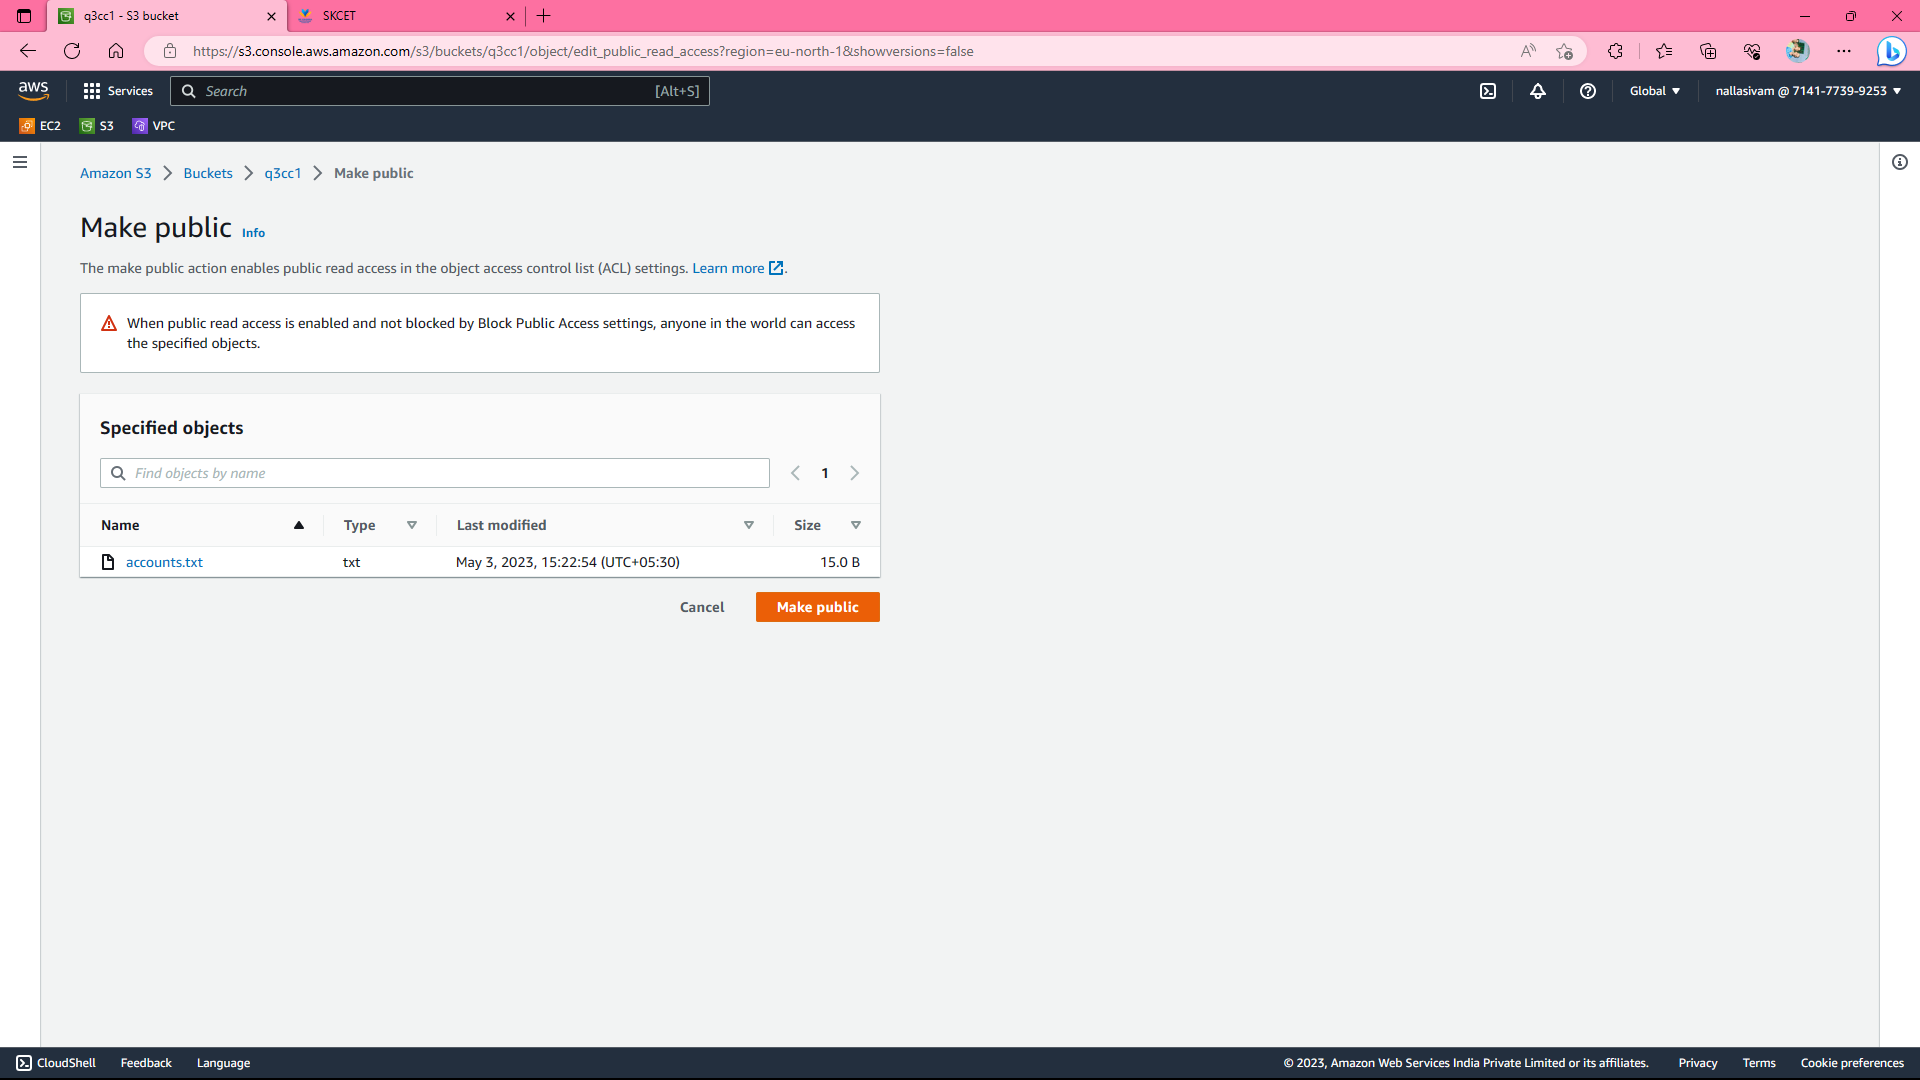 q3cc1 - S3 bucket
SKCET
https://s3.console.aws.amazon.com/s3/buckets/q3cc1/object/edit_public_read_access?region=eu-north-1&showversions=false
aws
Services
Search
[Alt+S]
Global
nallasivam @ 7141-7739-9253
EC2
S3
VPC
Amazon S3
Buckets
q3cc1
Make public
Make public
Info
The make public action enables public read access in the object access control list (ACL) settings. Learn more.
When public read access is enabled and not blocked by Block Public Access settings, anyone in the world can access
the specified objects.
Specified objects
Find objects by name
1
Name
Type
Last modified
Size
accounts.txt
txt
May 3, 2023, 15:22:54 (UTC+05:30)
15.0 B
Cancel
Make public
CloudShell
Feedback
Language
© 2023, Amazon Web Services India Private Limited or its affiliates.
Privacy
Terms
Cookie preferences